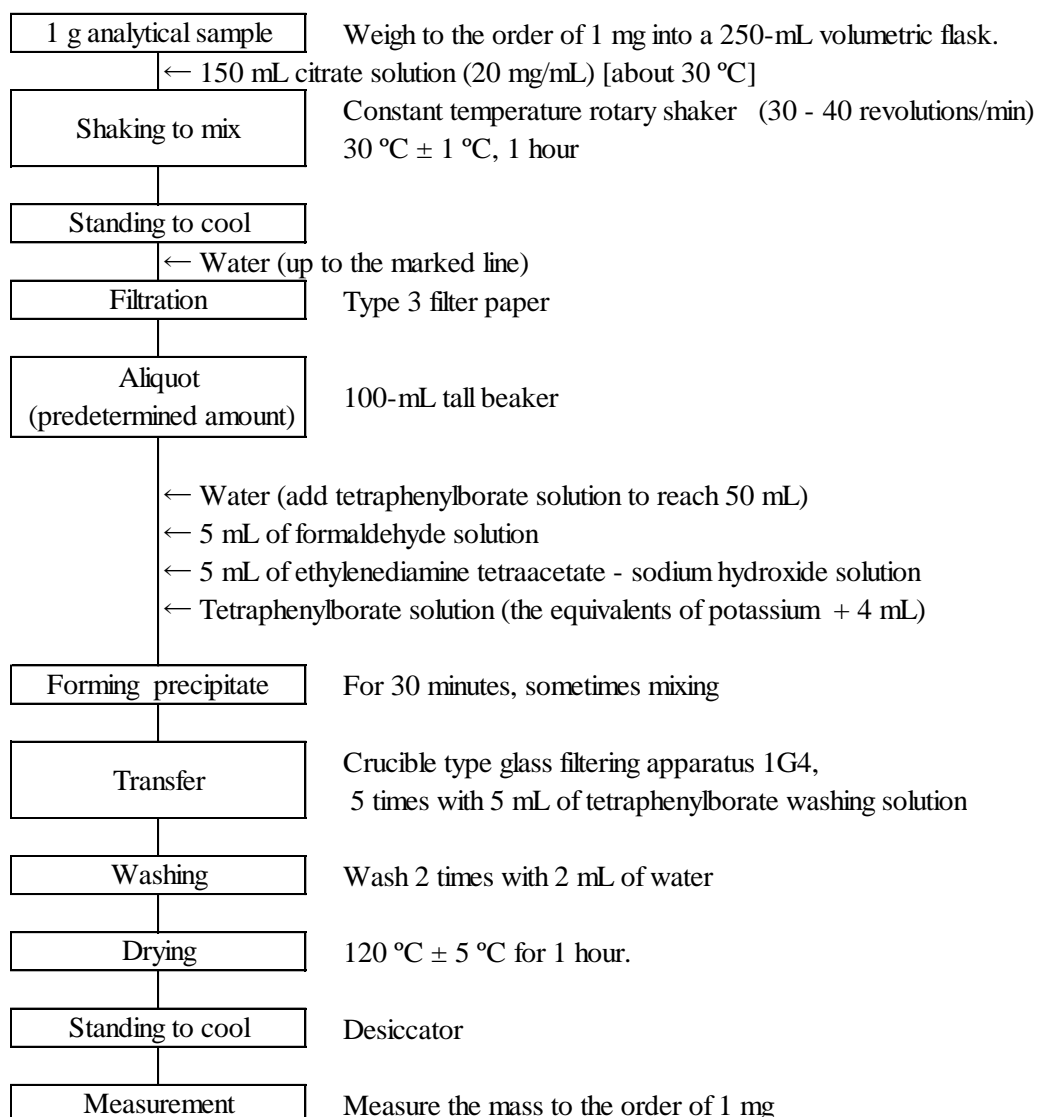 1 g analytical sample
Weigh to the order of 1 mg into a 250-mL volumetric flask.
← 150 mL citrate solution (20 mg/mL) [about 30 ºC]
Shaking to mix
Constant temperature rotary shaker (30 - 40 revolutions/min)
30 ºC ± 1 ºC, 1 hour
Standing to cool
← Water (up to the marked line)
Filtration
Type 3 filter paper
Aliquot
(predetermined amount)
100-mL tall beaker
← Water (add tetraphenylborate solution to reach 50 mL)
← 5 mL of formaldehyde solution
← 5 mL of ethylenediamine tetraacetate - sodium hydroxide solution
← Tetraphenylborate solution (the equivalents of potassium + 4 mL)
Forming precipitate
For 30 minutes, sometimes mixing
Transfer
Crucible type glass filtering apparatus 1G4,
5 times with 5 mL of tetraphenylborate washing solution
Washing
Wash 2 times with 2 mL of water
Drying
120 ºC ± 5 ºC for 1 hour.
Standing to cool
Desiccator
Measurement
Measure the mass to the order of 1 mg